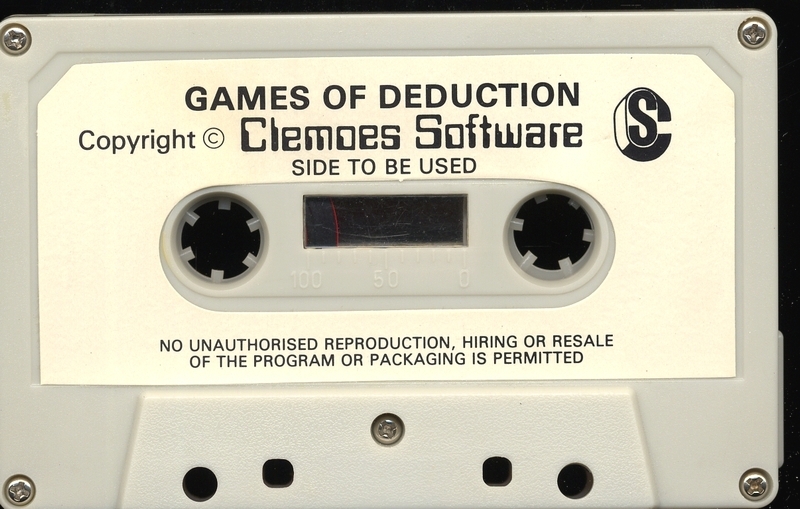 GAMES OF DEDUCTION
Copyright © Clemoes Software
SC
SIDE TO BE USED
100 50 0
NO UNAUTHORISED REPRODUCTION, HIRING OR RESALE
OF THE PROGRAM OR PACKAGING IS PERMITTED